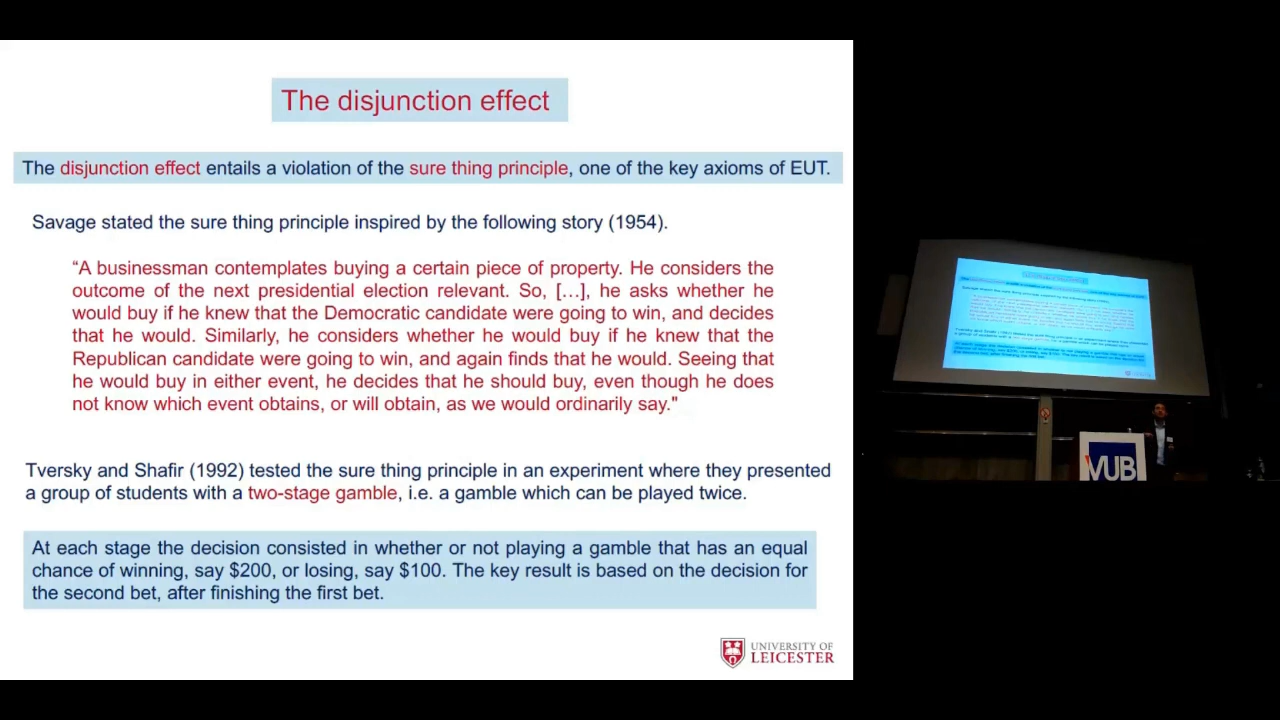 The disjunction effect
The disjunction effect entails a violation of the sure thing principle, one of the key axioms of EUT.
Savage stated the sure thing principle inspired by the following story (1954).
“A businessman contemplates buying a certain piece of property. He considers the
outcome of the next presidential election relevant. So, […], he asks whether he
would buy if he knew that the Democratic candidate were going to win, and decides
that he would. Similarly, he considers whether he would buy if he knew that the
Republican candidate were going to win, and again finds that he would. Seeing that
he would buy in either event, he decides that he should buy, even though he does
not know which event obtains, or will obtain, as we would ordinarily say."
Tversky and Shafir (1992) tested the sure thing principle in an experiment where they presented
a group of students with a two-stage gamble, i.e. a gamble which can be played twice.
At each stage the decision consisted in whether or not playing a gamble that has an equal
chance of winning, say $200, or losing, say $100. The key result is based on the decision for
the second bet, after finishing the first bet.
UNIVERSITY OF
LEICESTER
VUB